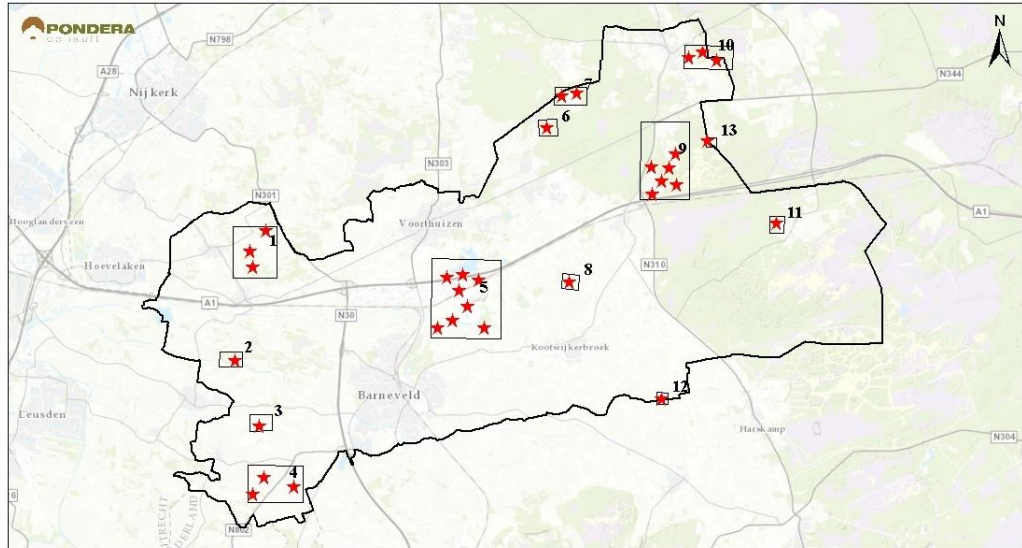 PONDERA
consult
N
N798
A28
Nijkerk
10
N344
7
6
13
N303
9
N301
Hooglanderveen
Voorthuizen
A1
11
1
Hoevelaken
N310
5
8
A1
N30
Kootwijkerbroek
2
Barneveld
12
Leusden
3
Harskamp
N304
4
N802